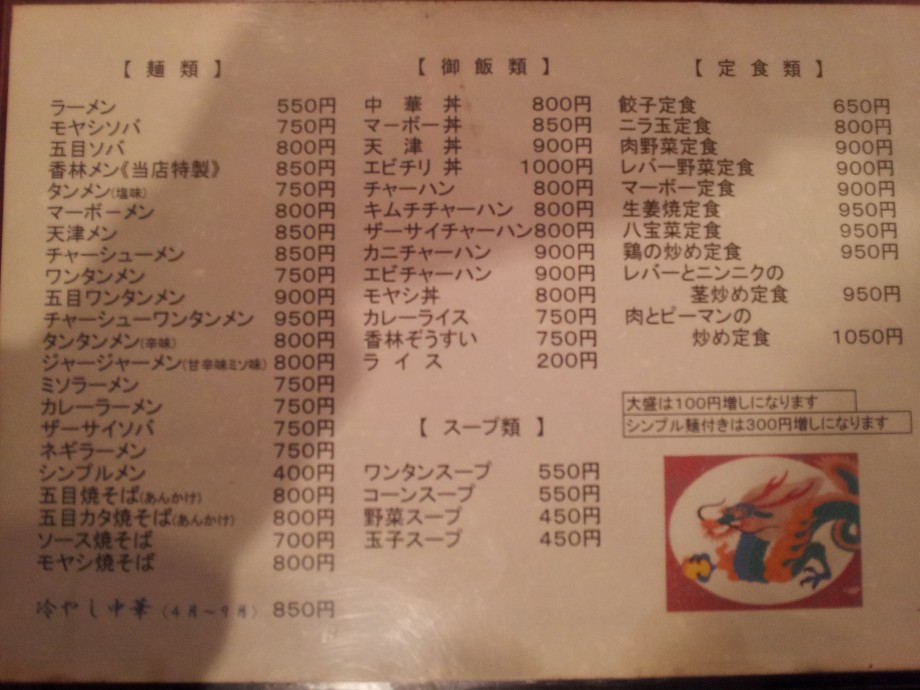 【 麺 類 】
ラーメン 550円
モヤシソバ 750円
五目ソバ 800円
香林メン《当店特製》 850円
タンメン(塩味) 750円
マーボーメン 800円
天津メン 850円
チャーシューメン 850円
ワンタンメン 750円
五目ワンタンメン 900円
チャーシューワンタンメン 950円
タンタンメン(辛味) 800円
ジャージャーメン(甘辛味ミソ味) 800円
ミソラーメン 750円
カレーラーメン 750円
ザーサイソバ 750円
ネギラーメン 750円
シンプルメン 400円
五目焼そば(あんかけ) 800円
五目カタ焼そば(あんかけ) 800円
ソース焼そば 700円
モヤシ焼そば 800円
冷やし中華(4月~9月) 850円
【 御 飯 類 】
中 華 丼 800円
マーボー丼 850円
天 津 丼 900円
エビチリ 丼 1000円
チャーハン 800円
キムチチャーハン 800円
ザーサイチャーハン 800円
カニチャーハン 900円
エビチャーハン 900円
モヤシ丼 800円
カレーライス 750円
香林ぞうすい 750円
ラ イ ス 200円
【 スープ類 】
ワンタンスープ 550円
コーンスープ 550円
野菜スープ 450円
玉子スープ 450円
【 定 食 類 】
餃子定食 650円
ニラ玉定食 800円
肉野菜定食 900円
レバー野菜定食 900円
マーボー定食 900円
生姜焼定食 950円
八宝菜定食 950円
鶏の炒め定食 950円
レバーとニンニクの
茎炒め定食 950円
肉とピーマンの
炒め定食 1050円
大盛は100円増しになります
シンプル麺付きは300円増しになります